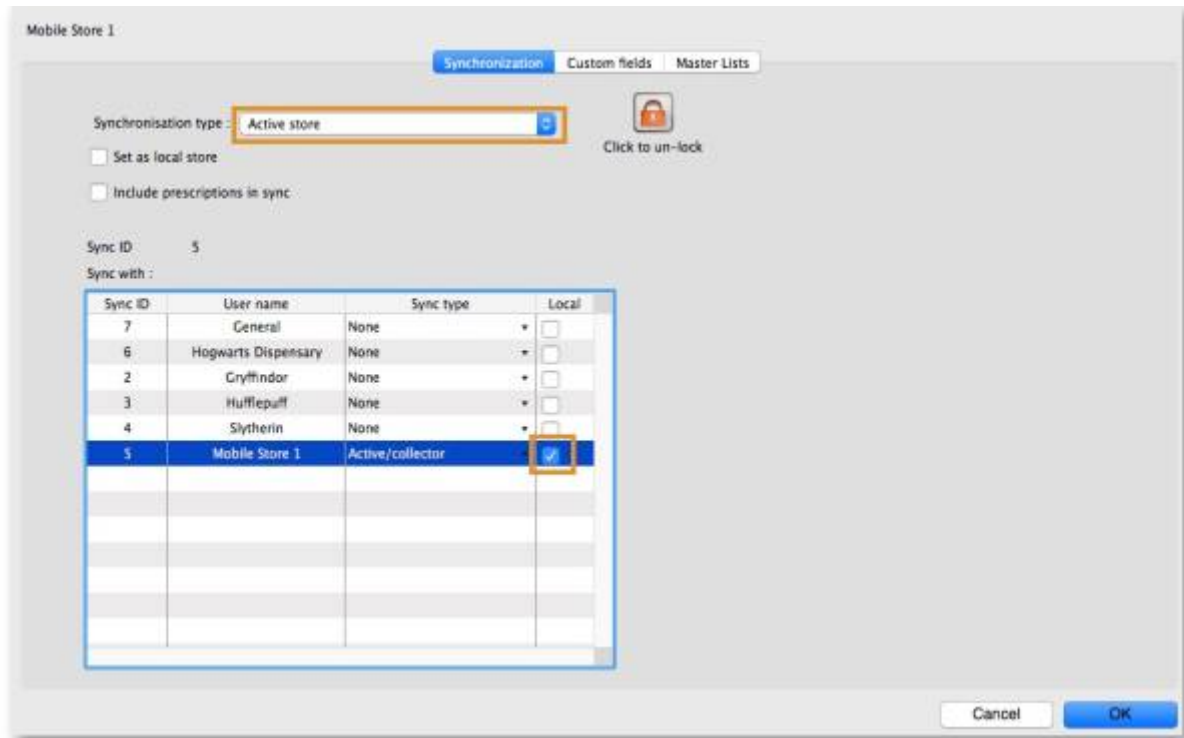 Mobile Store 1
Synchronization Custom fields Master Lists
Synchronisation type : Active store
Click to un-lock
Set as local store
Include prescriptions in sync
Sync ID 5
Sync with :
Sync ID User name Sync type Local
7 General None
6 Hogwarts Dispensary None
2 Gryffindor None
3 Hufflepuff None
4 Slytherin None
5 Mobile Store 1 Active/collector
Cancel OK